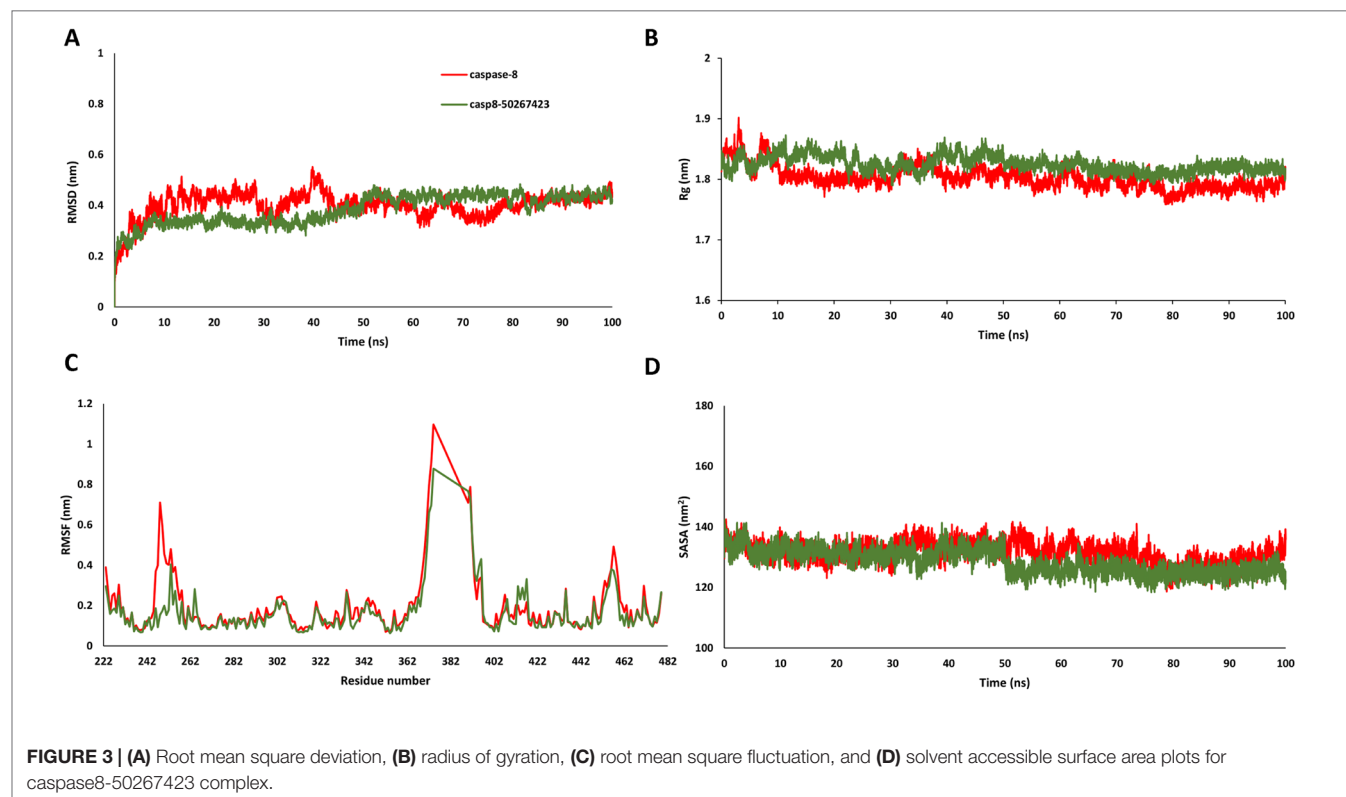 A
1
0.8
0.6
0.4
0.2
0
RMSD (nm)
caspase-8
casp8-50267423
0 10 20 30 40 50 60 70 80 90 100
Time (ns)
B
2
1.9
1.8
1.7
1.6
Rg(nm)
0 10 20 30 40 50 60 70 80 90 100
Time (ns)
C
1.2
1
0.8
0.6
0.4
0.2
0
RMSF (nm)
222 242 262 282 302 322 342 362 382 402 422 442 462 482
Residue number
D
180
160
140
120
100
SASA (nm²)
0 10 20 30 40 50 60 70 80 90 100
Time (ns)
FIGURE 3 | (A) Root mean square deviation, (B) radius of gyration, (C) root mean square fluctuation, and (D) solvent accessible surface area plots for
caspase8-50267423 complex.